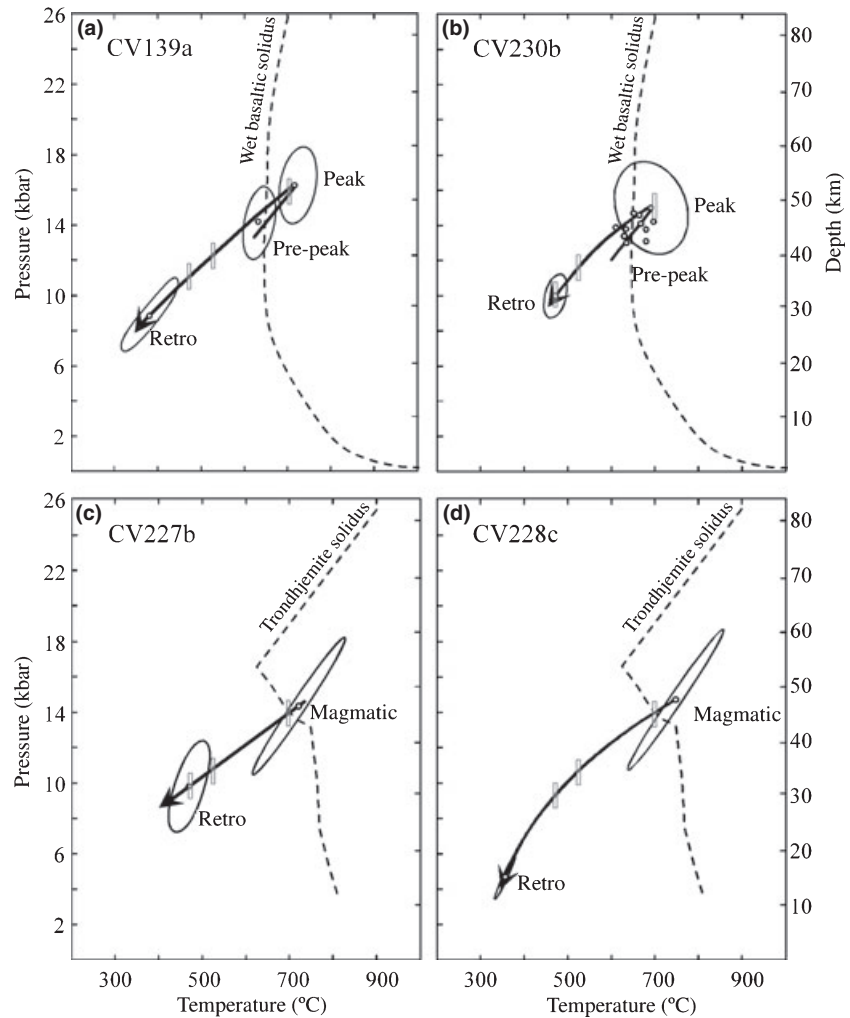 (a)
CV139a
(b)
CV230b
26
22
18
14
10
6
2
Pressure (kbar)
Wet basaltic solidus
Peak
Pre-peak
Retro
Wet basaltic solidus
Peak
Pre-peak
Retro
80
70
60
50
40
30
20
10
Depth (km)
(c)
CV227b
(d)
CV228c
26
22
18
14
10
6
2
Pressure (kbar)
Trondhjemite solidus
Magmatic
Retro
Trondhjemite solidus
Magmatic
Retro
80
70
60
50
40
30
20
10
300 500 700 900
300 500 700 900
Temperature (ºC)
Temperature (ºC)